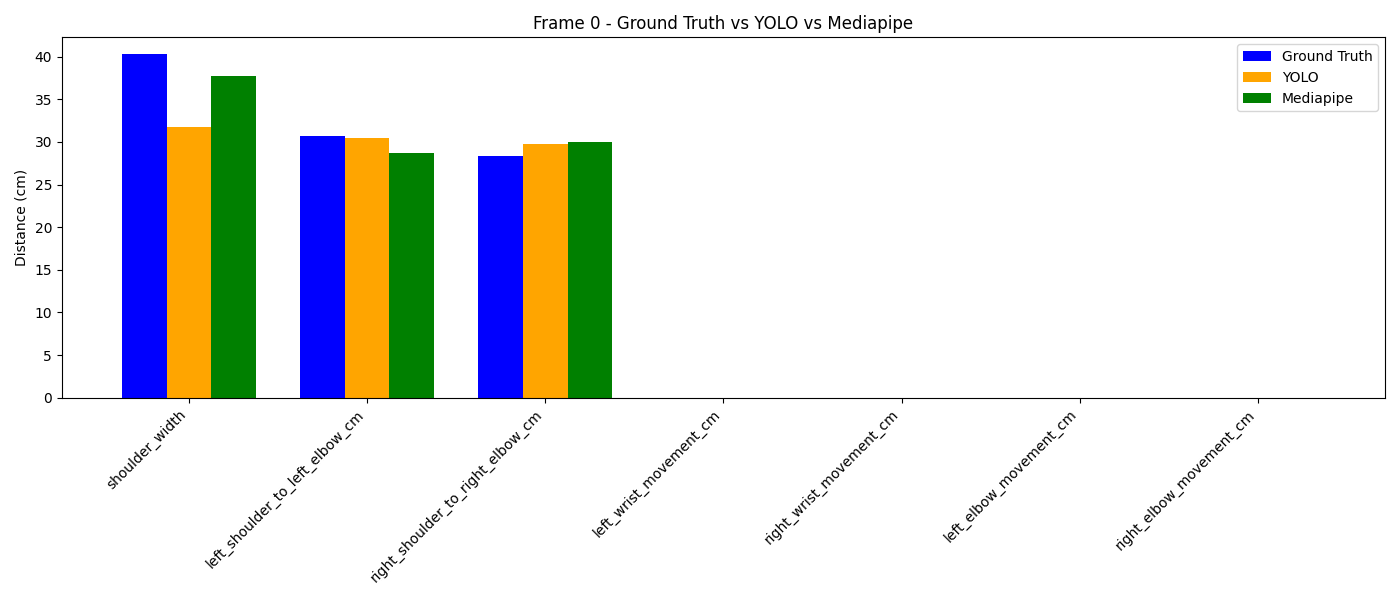 Frame 0 - Ground Truth vs YOLO vs Mediapipe
Ground Truth
YOLO
Mediapipe
Distance (cm)
40
35
30
25
20
15
10
5
0
shoulder_width
left_shoulder_to_left_elbow_cm
right_shoulder_to_right_elbow_cm
left_wrist_movement_cm
right_wrist_movement_cm
left_elbow_movement_cm
right_elbow_movement_cm